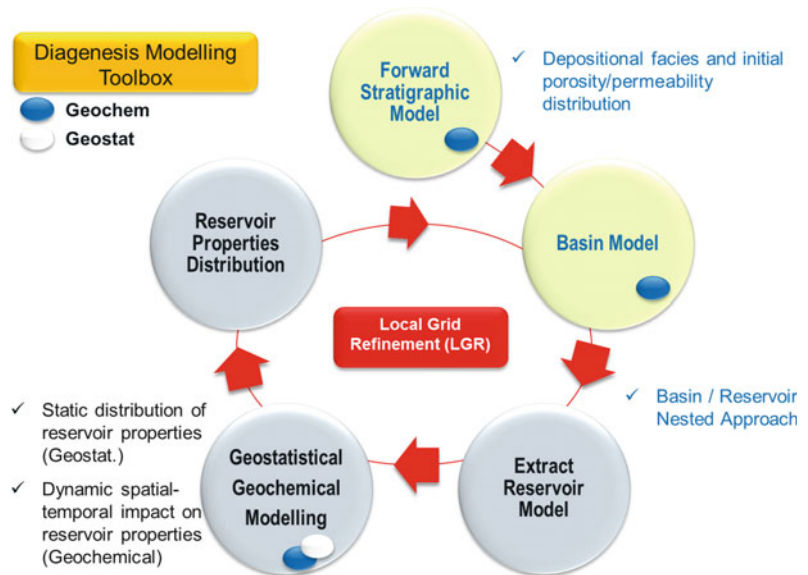 Diagenesis Modelling
Toolbox
Geochem
Geostat
Forward
Stratigraphic
Model
✓ Depositional facies and initial
porosity/permeability
distribution
Reservoir
Properties
Distribution
Basin Model
Local Grid
Refinement (LGR)
✓ Basin / Reservoir
Nested Approach
✓ Static distribution of
reservoir properties
(Geostat.)
✓ Dynamic spatial-
temporal impact on
reservoir properties
(Geochemical)
Geostatistical
Geochemical
Modelling
Extract
Reservoir
Model